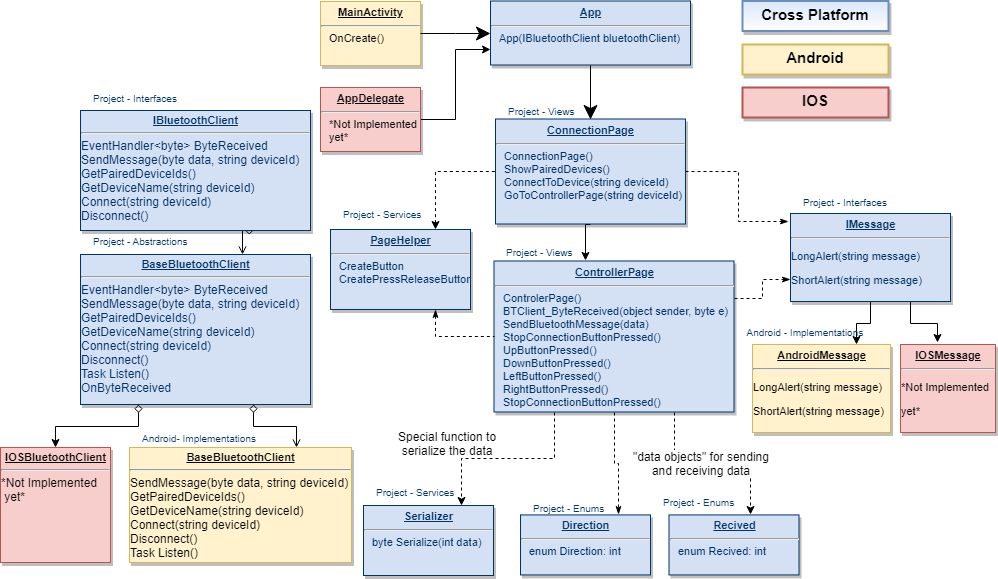 MainActivity
OnCreate()
App
App(IBluetoothClient bluetoothClient)
Cross Platform
Android
IOS
AppDelegate
*Not Implemented
yet*
Project - Interfaces
IBluetoothClient
EventHandler<byte> ByteReceived
SendMessage(byte data, string deviceId)
GetPairedDeviceIds()
GetDeviceName(string deviceId)
Connect(string deviceId)
Disconnect()
Project - Views
ConnectionPage
ConnectionPage()
ShowPairedDevices()
ConnectToDevice(string deviceId)
GoToControllerPage(string deviceId)
Project - Services
PageHelper
CreateButton
CreatePressReleaseButton
Project - Interfaces
IMessage
LongAlert(string message)
ShortAlert(string message)
Project - Abstractions
BaseBluetoothClient
EventHandler<byte> ByteReceived
SendMessage(byte data, string deviceId)
GetPairedDeviceIds()
GetDeviceName(string deviceId)
Connect(string deviceId)
Disconnect()
Task Listen()
OnByteReceived
Project - Views
ControllerPage
ControlerPage()
BTClient_ByteReceived(object sender, byte e)
SendBluetoothMessage(data)
StopConnectionButtonPressed()
UpButtonPressed()
DownButtonPressed()
LeftButtonPressed()
RightButtonPressed()
StopConnectionButtonPressed()
Android - Implementations
AndroidMessage
LongAlert(string message)
ShortAlert(string message)
IOSMessage
*Not Implemented
yet*
IOSBluetoothClient
*Not Implemented
yet*
Android- Implementations
BaseBluetoothClient
SendMessage(byte data, string deviceId)
GetPairedDeviceIds()
GetDeviceName(string deviceId)
Connect(string deviceId)
Disconnect()
Task Listen()
Special function to
serialize the data
"data objects" for sending
and receiving data
Project - Services
Serializer
byte Serialize(int data)
Project - Enums
Direction
enum Direction: int
Project - Enums
Recived
enum Recived: int